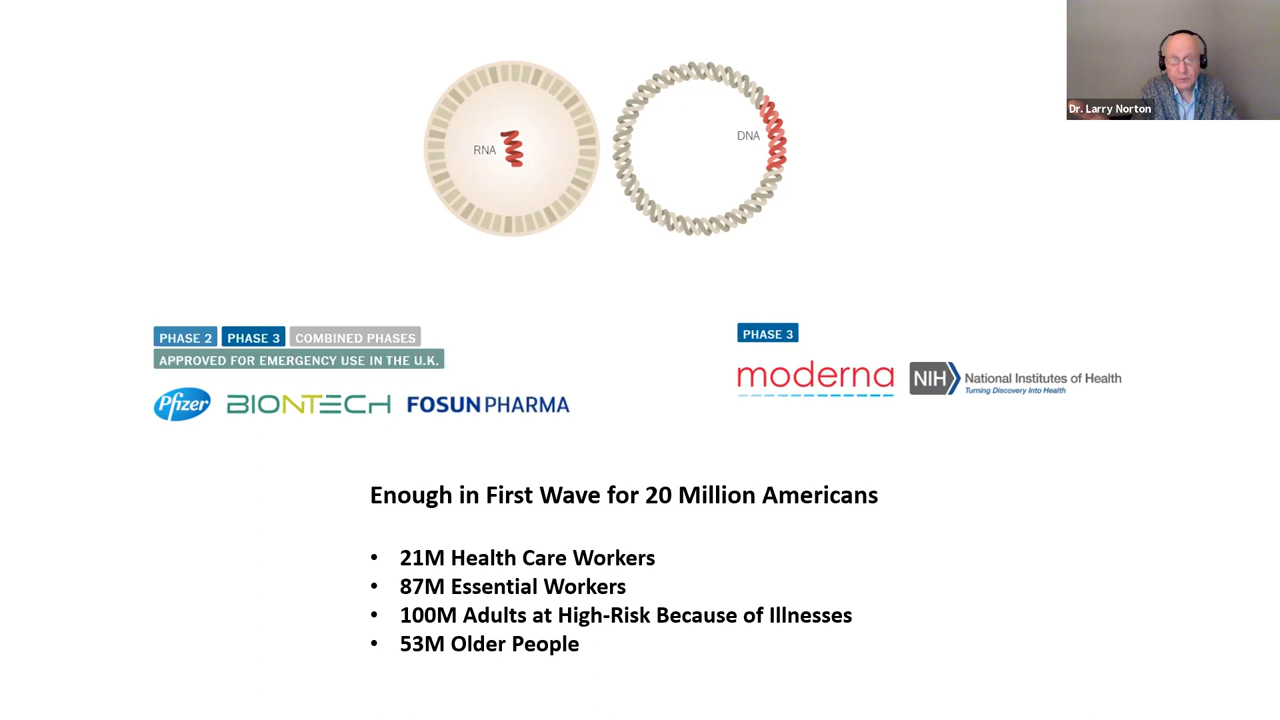 Dr. Larry Norton
RNA
DNA
PHASE 2 PHASE 3 COMBINED PHASES
APPROVED FOR EMERGENCY USE IN THE U.K.
Pfizer BIONTECH FOSUN PHARMA
PHASE 3
moderna NIH National Institutes of Health
Turning Discovery Into Health
Enough in First Wave for 20 Million Americans
• 21M Health Care Workers
• 87M Essential Workers
• 100M Adults at High-Risk Because of Illnesses
• 53M Older People